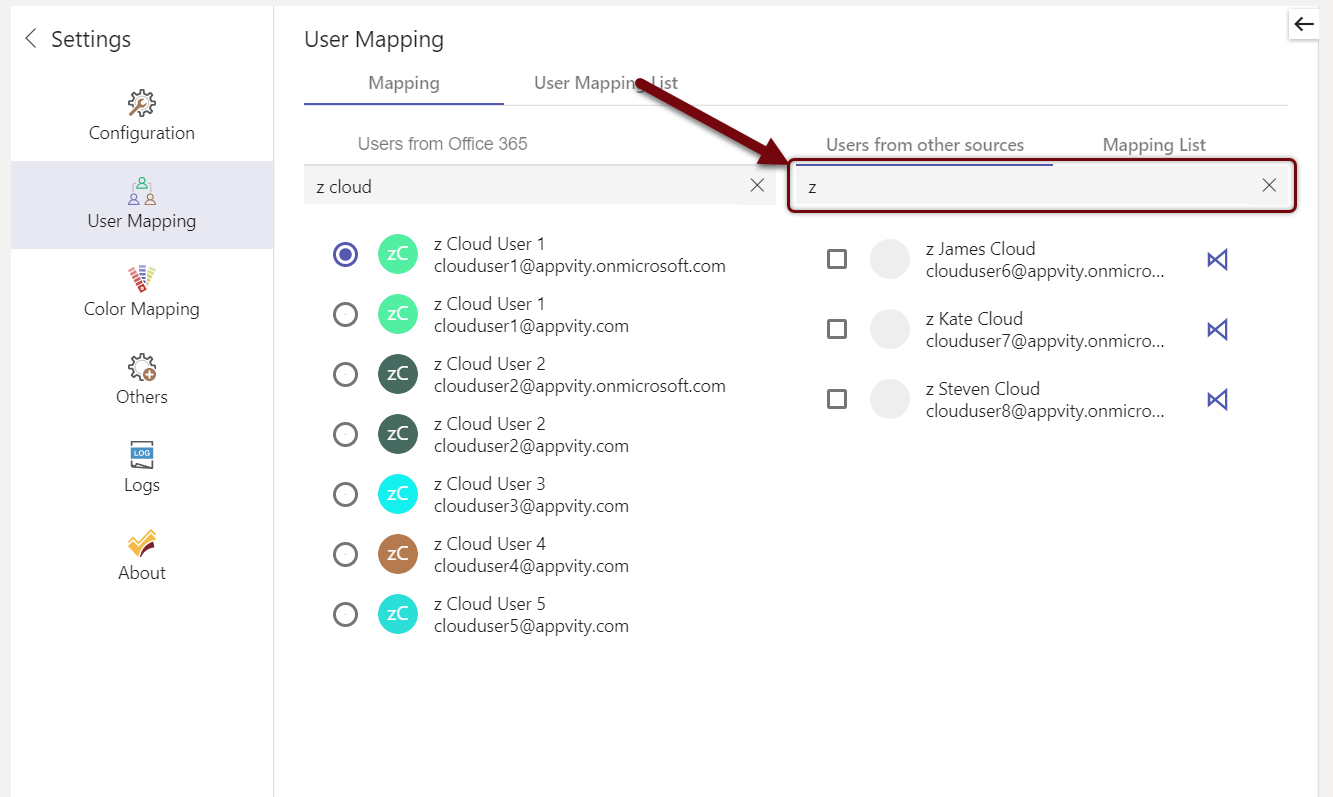 Settings
Configuration
User Mapping
Color Mapping
Others
LOG
Logs
About
User Mapping
Mapping
User Mapping List
Users from Office 365
z cloud
zC
z Cloud User 1
clouduser1@appvity.onmicrosoft.com
zC
z Cloud User 1
clouduser1@appvity.com
zC
z Cloud User 2
clouduser2@appvity.onmicrosoft.com
zC
z Cloud User 2
clouduser2@appvity.com
zC
z Cloud User 3
clouduser3@appvity.com
zC
z Cloud User 4
clouduser4@appvity.com
zC
z Cloud User 5
clouduser5@appvity.com
Users from other sources
Mapping List
z
z James Cloud
clouduser6@appvity.onmicro...
z Kate Cloud
clouduser7@appvity.onmicro...
z Steven Cloud
clouduser8@appvity.onmicro...